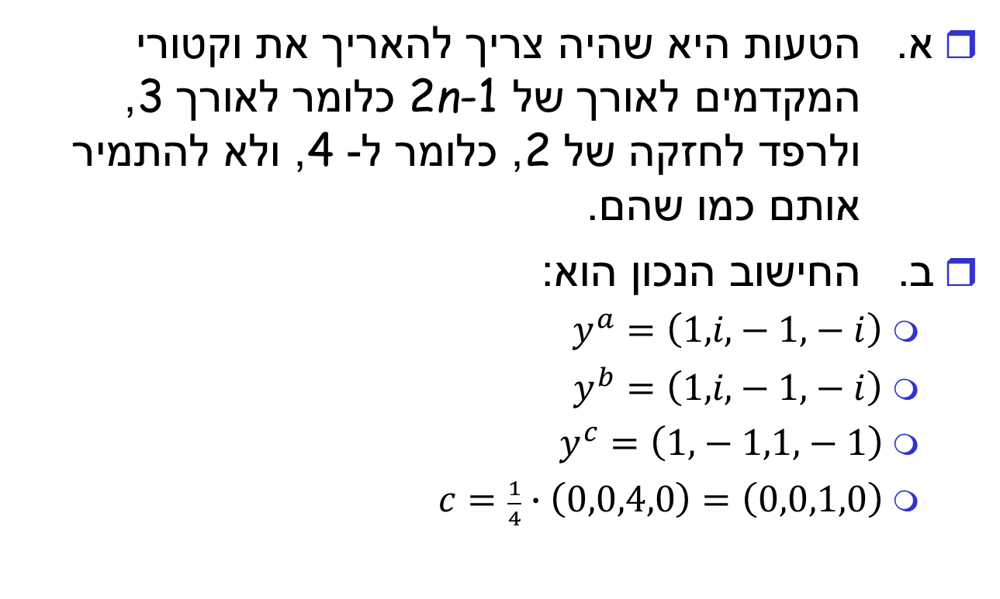 א. הטעות היא שהיה צריך להאריך את וקטורי
המקדמים לאורך של 2n-1 כלומר לאורך 3,
ולרפד לחזקה של 2, כלומר ל- 4, ולא להתמיר
אותם כמו שהם.
ב. החישוב הנכון הוא:
y^a = (1,i, − 1, − i)
y^b = (1,i, − 1, − i)
y^c = (1, − 1,1, − 1)
c = 1/4 · (0,0,4,0) = (0,0,1,0)